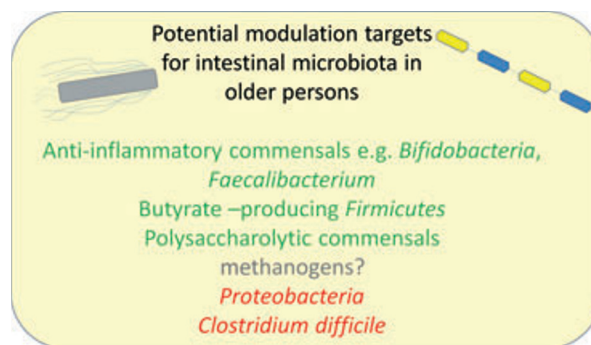 Potential modulation targets
for intestinal microbiota in
older persons
Anti-inflammatory commensals e.g. Bifidobacteria,
Faecalibacterium
Butyrate –producing Firmicutes
Polysaccharolytic commensals
methanogens?
Proteobacteria
Clostridium difficile